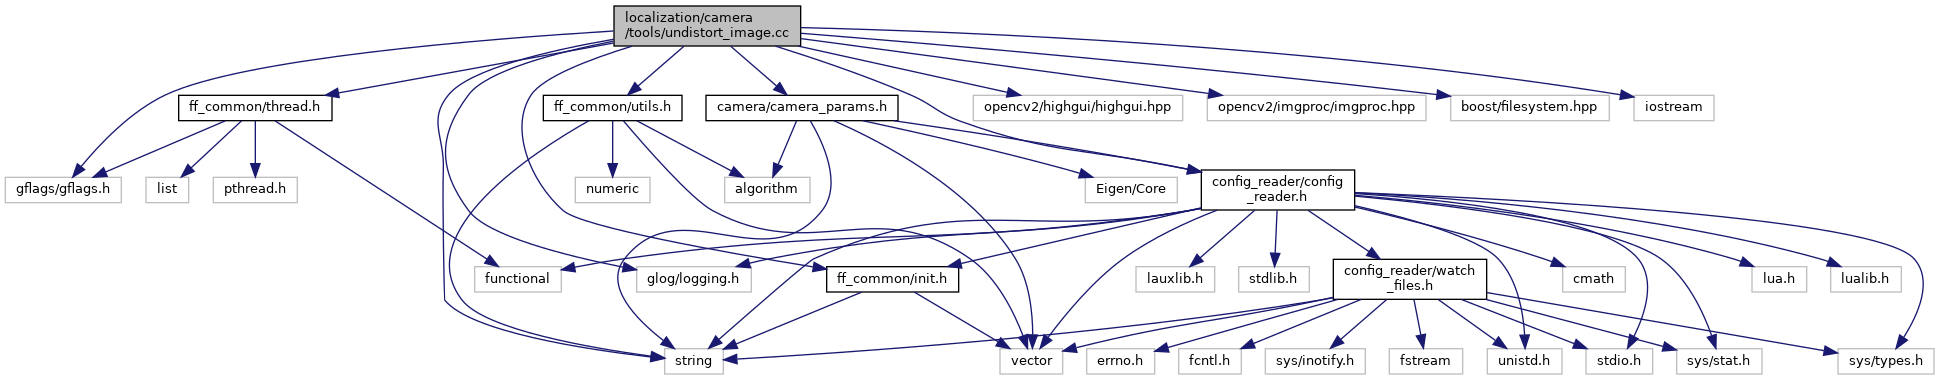 localization/camera
/tools/undistort_image.cc
ff_common/thread.h
ff_common/utils.h
camera/camera_params.h
opencv2/highgui/highgui.hpp
opencv2/imgproc/imgproc.hpp
boost/filesystem.hpp
iostream
gflags/gflags.h
list
pthread.h
numeric
algorithm
Eigen/Core
config_reader/config
_reader.h
functional
glog/logging.h
ff_common/init.h
lauxlib.h
stdlib.h
config_reader/watch
_files.h
cmath
lua.h
lualib.h
string
vector
errno.h
fcntl.h
sys/inotify.h
fstream
unistd.h
stdio.h
sys/stat.h
sys/types.h